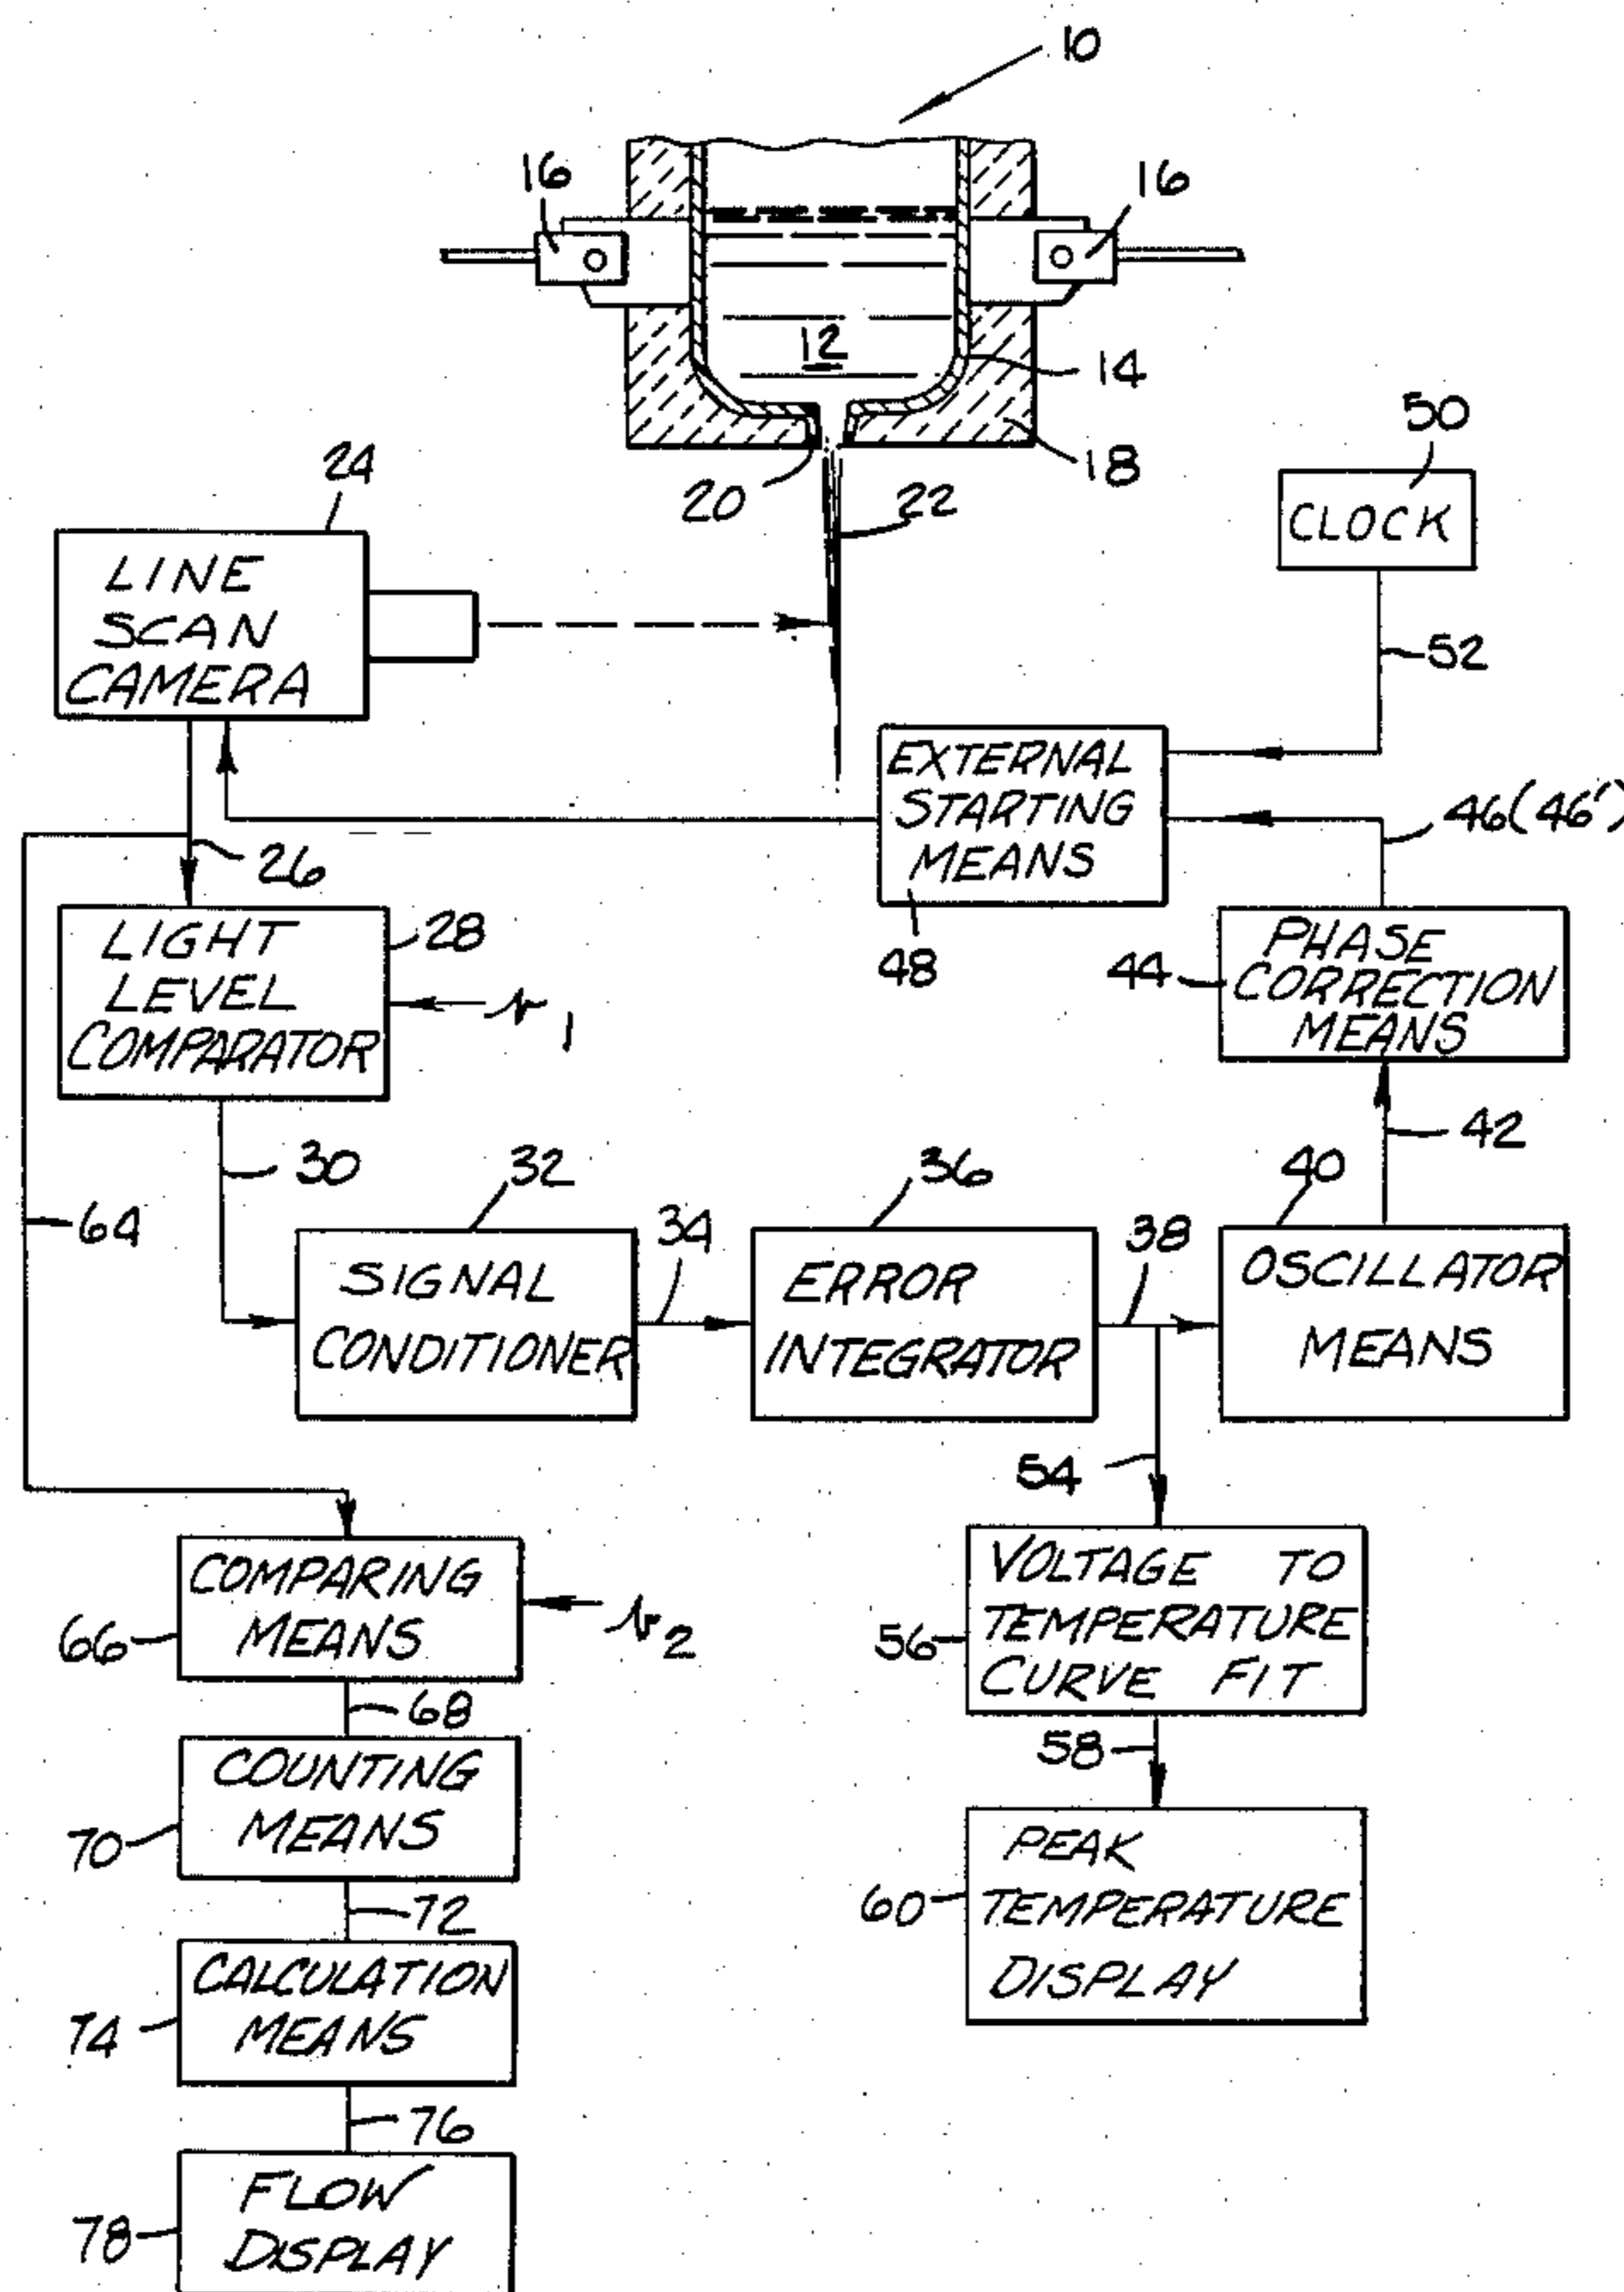 10
16
16
12
14
18
20
22
24
LINE
SCAN
CAMERA
50
CLOCK
52
EXTERNAL
STARTING
MEANS
48
46(46')
26
LIGHT
LEVEL
COMPARATOR
28
v1
44
PHASE
CORRECTION
MEANS
42
30
64
32
SIGNAL
CONDITIONER
34
36
ERROR
INTEGRATOR
38
40
OSCILLATOR
MEANS
54
COMPARING
MEANS
66
v2
68
56
VOLTAGE TO
TEMPERATURE
CURVE FIT
58
COUNTING
MEANS
70
72
60
PEAK
TEMPERATURE
DISPLAY
CALCULATION
MEANS
74
76
FLOW
DISPLAY
78